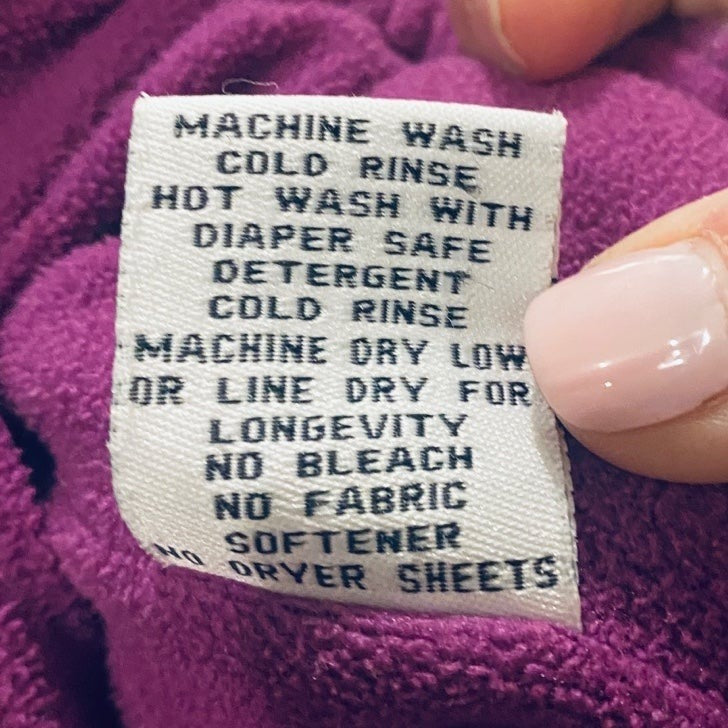 MACHINE WASH
COLD RINSE
HOT WASH WITH
DIAPER SAFE
DETERGENT
COLD RINSE
MACHINE DRY LOW
OR LINE DRY FOR
LONGEVITY
NO BLEACH
NO FABRIC
SOFTENER
NO DRYER SHEETS